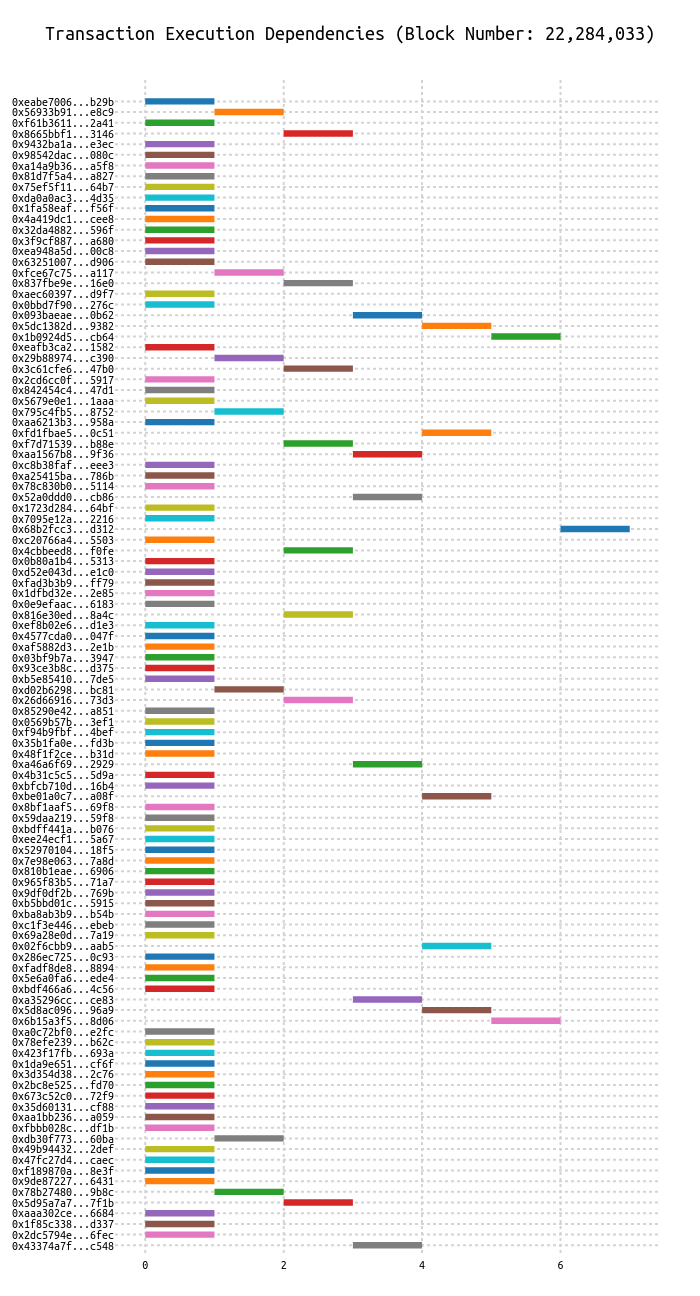 Transaction Execution Dependencies (Block Number: 22,284,033)
0xeabe7006...b29b
0x56933b91...e8c9
0xf61b3611...2a41
0x8665bbf1...3146
0x9432ba1a...e3ec
0x98542dac...080c
0xa14a9b36...a5f8
0x81d7f5a4...a827
0x75ef5f11...64b7
0xda0a0ac3...4d35
0x1fa58eaf...f56f
0x4a419dc1...cee8
0x32da4882...596f
0x3f9cf887...a680
0xea948a5d...00c8
0x63251007...d906
0xfce67c75...a117
0x837fbe9e...16e0
0xaec60397...d9f7
0x0bbd7f90...276c
0x093baeae...0b62
0x5dc1382d...9382
0x1b0924d5...cb64
0xeafb3ca2...1582
0x29b88974...c390
0x3c61cfe6...47b0
0x2cd6cc0f...5917
0x842454c4...47d1
0x5679e0e1...1aaa
0x795c4fb5...8752
0xaa6213b3...958a
0xfd1fbae5...0c51
0xf7d71539...b88e
0xaa1567b8...9f36
0xc8b38faf...eee3
0xa25415ba...786b
0x78c830b0...5114
0x52a0ddd0...cb86
0x1723d284...64bf
0x7095e12a...2216
0x68b2fcc3...d312
0xc20766a4...5503
0x4cbbeed8...f0fe
0x0b80a1b4...5313
0xd52e043d...e1c0
0xfad3b3b9...ff79
0x1dfbd32e...2e85
0x0e9efaac...6183
0x816e30ed...8a4c
0xef8b02e6...d1e3
0x4577cda0...047f
0xaf5882d3...2e1b
0x03bf9b7a...3947
0x93ce3b8c...d375
0xb5e85410...7de5
0xd02b6298...bc81
0x26d66916...73d3
0x85290e42...a851
0x0569b57b...3ef1
0xf94b9fbf...4bef
0x35b1fa0e...fd3b
0x48f1f2ce...b31d
0xa46a6f69...2929
0x4b31c5c5...5d9a
0xbfcb710d...16b4
0xbe01a0c7...a08f
0x8bf1aaf5...69f8
0x59daa219...59f8
0xbdff441a...b076
0xee24ecf1...5a67
0x52970104...18f5
0x7e98e063...7a8d
0x810b1eae...6906
0x965f83b5...71a7
0x9df0df2b...769b
0xb5bbd01c...5915
0xba8ab3b9...b54b
0xc1f3e446...ebeb
0x69a28e0d...7a19
0x02f6cbb9...aab5
0x286ec725...0c93
0xfadf8de8...8894
0x5e6a0fa6...ede4
0xbdf466a6...4c56
0xa35296cc...ce83
0x5d8ac096...96a9
0x6b15a3f5...8d06
0xa0c72bf0...e2fc
0x78efe239...b62c
0x423f17fb...693a
0x1da9e651...cf6f
0x3d354d38...2c76
0x2bc8e525...fd70
0x673c52c0...72f9
0x35d60131...cf88
0xaa1bb236...a059
0xfbbb028c...df1b
0xdb30f773...60ba
0x49b94432...2def
0x47fc27d4...caec
0xf189870a...8e3f
0x9de87227...6431
0x78b27480...9b8c
0x5d95a7a7...7f1b
0xaaa302ce...6684
0x1f85c338...d337
0x2dc5794e...6fec
0x43374a7f...c548
0 2 4 6